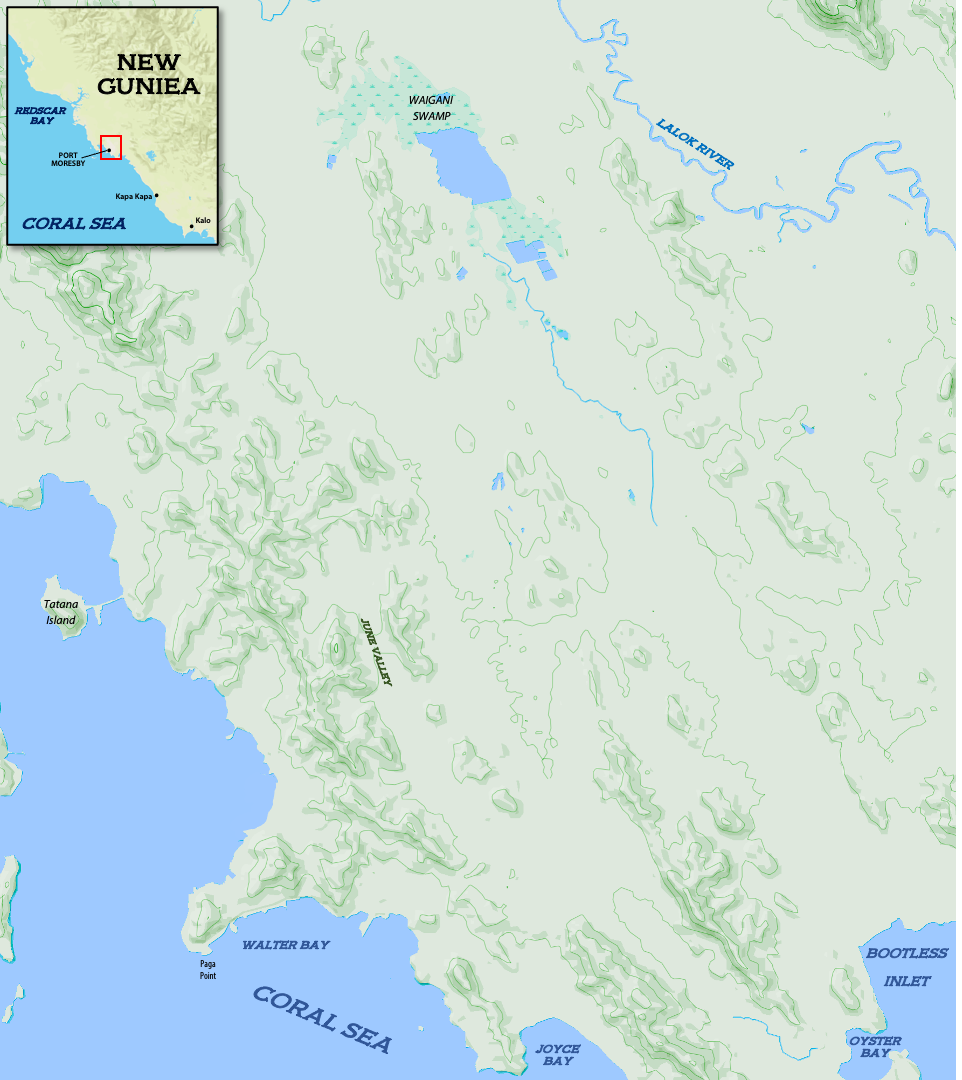 NEW
GUNIEA
REDSCAR
BAY
PORT
MORESBY
Kapa Kapa
Kalo
CORAL SEA
WAIGANI
SWAMP
LALOK RIVER
Tatana
Island
JUNE VALLEY
WALTER BAY
Paga
Point
CORAL SEA
BOOTLESS
INLET
JOYCE
BAY
OYSTER
BAY